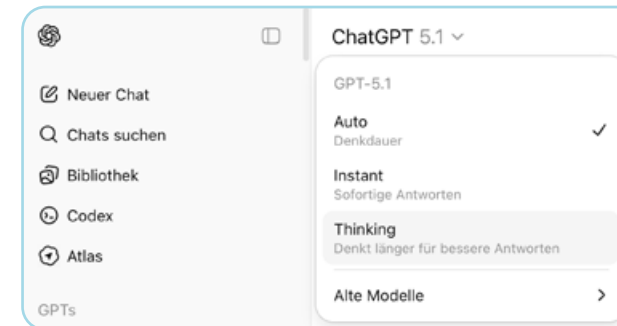 Neuer Chat
Chats suchen
Bibliothek
Codex
Atlas
GPTs
ChatGPT 5.1
GPT-5.1
Auto
Denkdauer
Instant
Sofortige Antworten
Thinking
Denkt länger für bessere Antworten
Alte Modelle